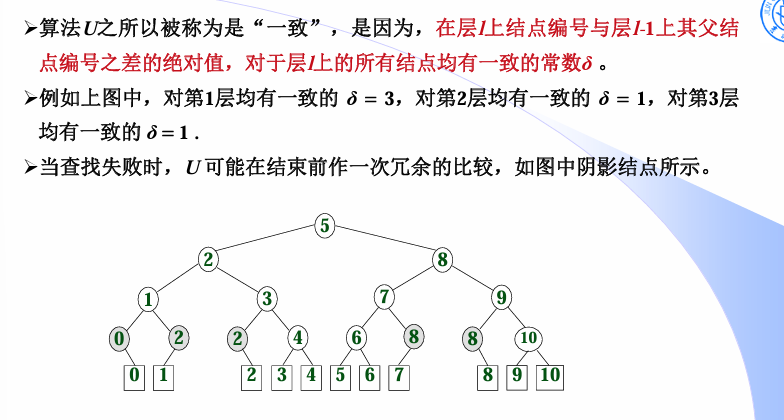 ➢算法U之所以被称为是“一致”，是因为，在层l上结点编号与层l-1上其父结
点编号之差的绝对值，对于层l上的所有结点均有一致的常数δ 。
➢例如上图中，对第1层均有一致的 δ = 3，对第2层均有一致的 δ = 1，对第3层
均有一致的 δ = 1 .
➢当查找失败时，U 可能在结束前作一次冗余的比较，如图中阴影结点所示。
5
2 8
1 3 7 9
0 2 2 4 6 8 8 10
0 1 2 3 4 5 6 7 8 9 10